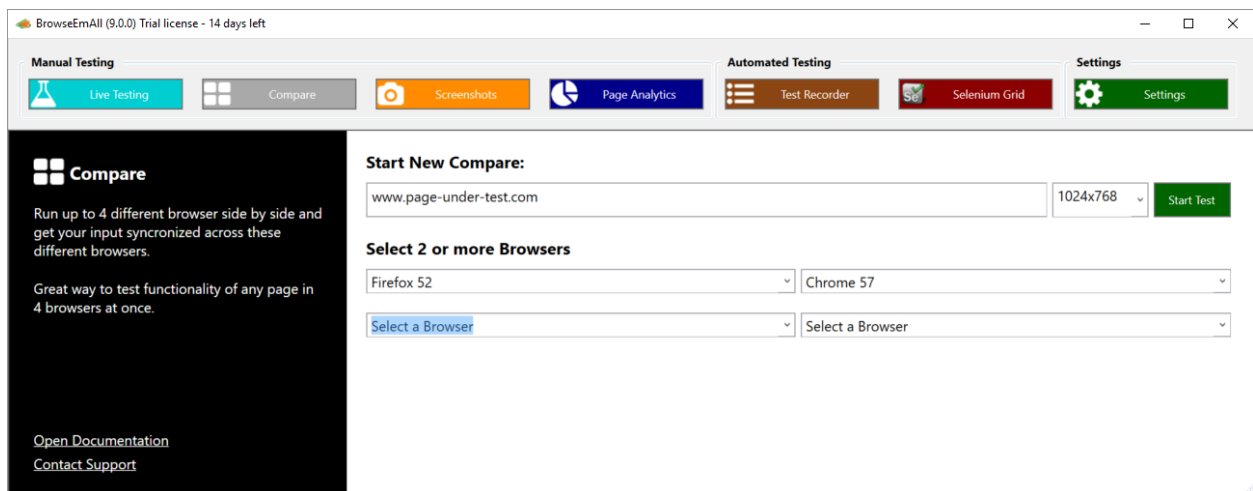 BrowseEmAll (9.0.0) Trial license - 14 days left
Manual Testing
Automated Testing
Settings
Live Testing
Compare
Screenshots
Page Analytics
Test Recorder
Se
Selenium Grid
Settings
Compare
Run up to 4 different browser side by side and
get your input syncronized across these
different browsers.
Great way to test functionality of any page in
4 browsers at once.
Open Documentation
Contact Support
Start New Compare:
www.page-under-test.com
1024x768
Start Test
Select 2 or more Browsers
Firefox 52
Chrome 57
Select a Browser
Select a Browser